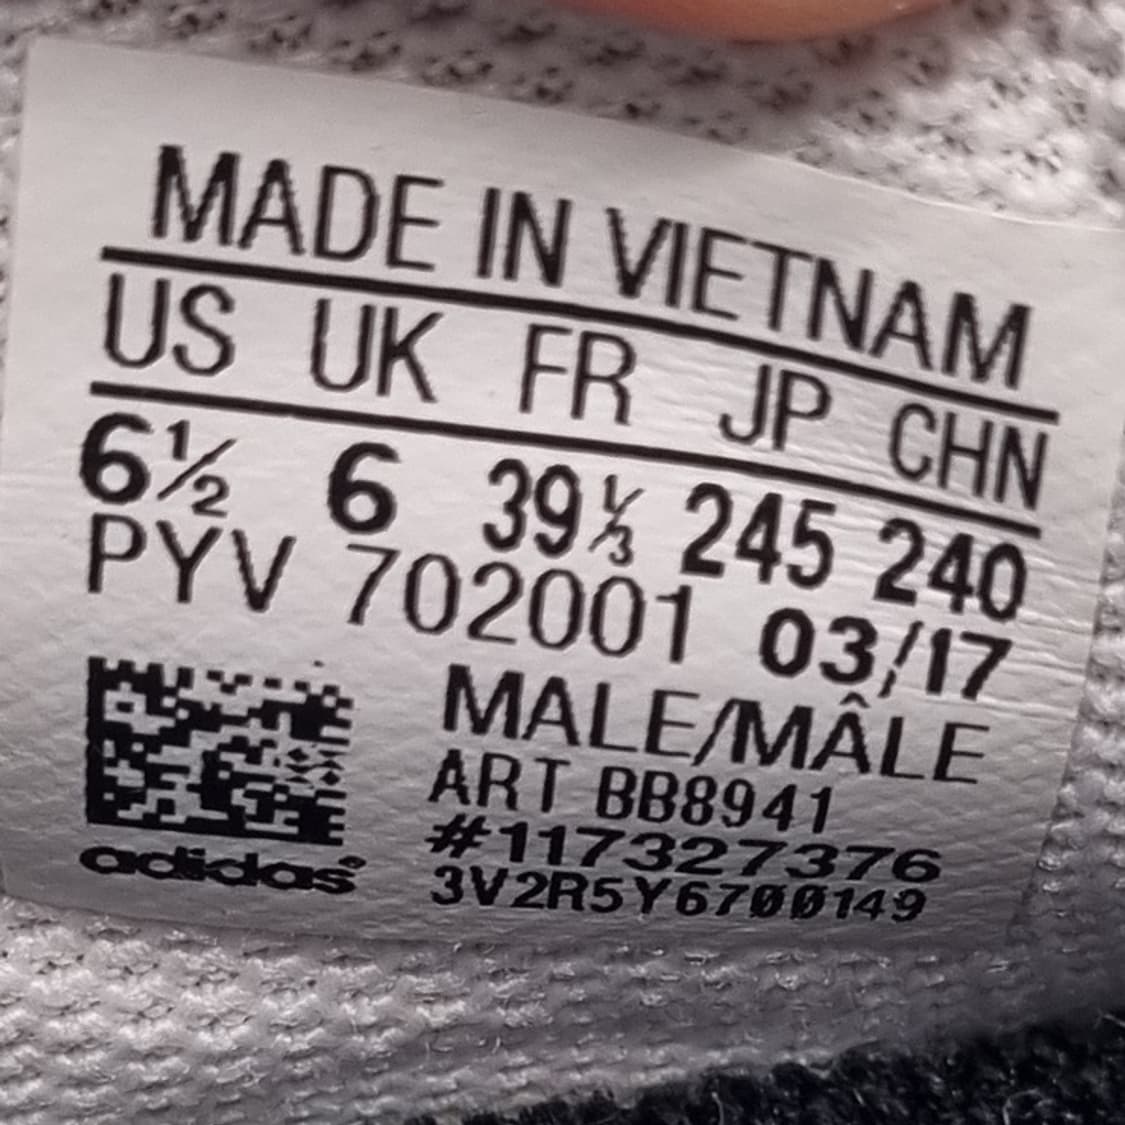 MADE IN VIETNAM
US UK FR JP CHN
6½ 6 39⅓ 245 240
PYV 702001 03/17
MALE/MÂLE
ART BB8941
#117327376
3V2R5Y6700149
adidas®